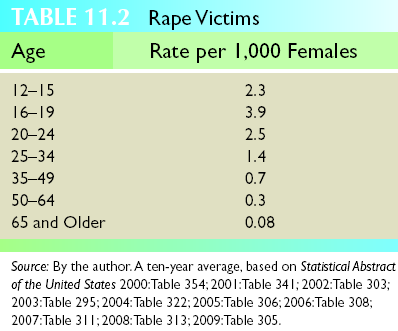 TABLE 11.2 Rape Victims
Age Rate per 1,000 Females
12–15 2.3
16–19 3.9
20–24 2.5
25–34 1.4
35–49 0.7
50–64 0.3
65 and Older 0.08
Source: By the author. A ten-year average, based on Statistical Abstract
of the United States 2000:Table 354; 2001:Table 341; 2002:Table 303;
2003:Table 295; 2004:Table 322; 2005:Table 306; 2006:Table 308;
2007:Table 311; 2008:Table 313; 2009:Table 305.